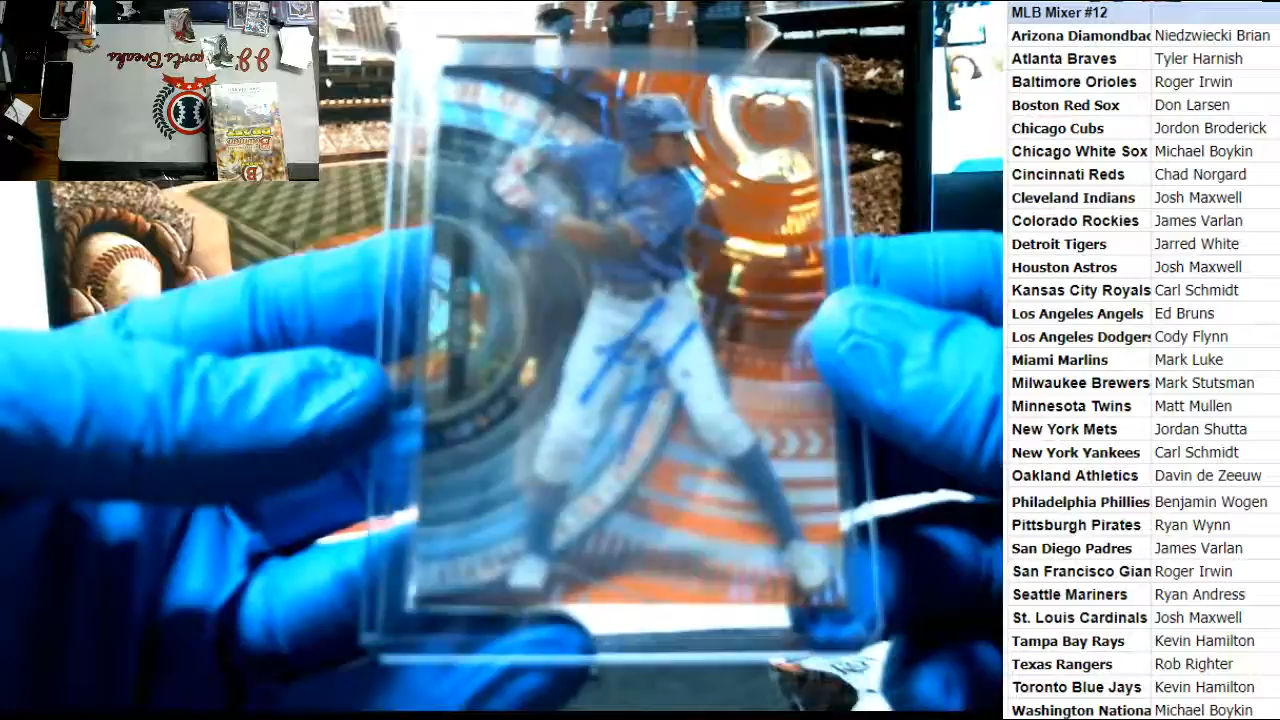 MLB Mixer #12
Arizona Diamondbac Niedzwiecki Brian
Atlanta Braves Tyler Harnish
Baltimore Orioles Roger Irwin
Boston Red Sox Don Larsen
Chicago Cubs Jordon Broderick
Chicago White Sox Michael Boykin
Cincinnati Reds Chad Norgard
Cleveland Indians Josh Maxwell
Colorado Rockies James Varlan
Detroit Tigers Jarred White
Houston Astros Josh Maxwell
Kansas City Royals Carl Schmidt
Los Angeles Angels Ed Bruns
Los Angeles Dodgers Cody Flynn
Miami Marlins Mark Luke
Milwaukee Brewers Mark Stutsman
Minnesota Twins Matt Mullen
New York Mets Jordan Shutta
New York Yankees Carl Schmidt
Oakland Athletics Davin de Zeeuw
Philadelphia Phillies Benjamin Wogen
Pittsburgh Pirates Ryan Wynn
San Diego Padres James Varlan
San Francisco Gian Roger Irwin
Seattle Mariners Ryan Andress
St. Louis Cardinals Josh Maxwell
Tampa Bay Rays Kevin Hamilton
Texas Rangers Rob Righter
Toronto Blue Jays Kevin Hamilton
Washington Nationa Michael Boykin